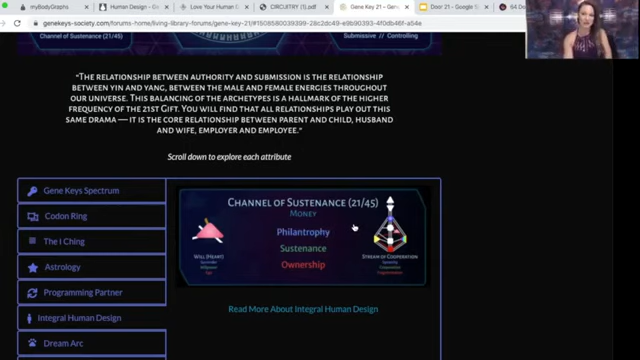 myBodyGraphs
Human Design - G
Love Your Human (
CIRCUITRY (1).pdf
Gene Key 21 - Gen
Door 21 - Google S
64 Do
genekeys-society.com/forums-home/living-library-forums/gene-key-21/#1508580039399-28c2dc49-e9b90393-4f0db46f-a54e
Channel of Sustenance (21/45)
Submissive // Controlling
"The relationship between authority and submission is the relationship
between yin and yang, between the male and female energies throughout
our universe. This balancing of the archetypes is a hallmark of the higher
frequency of the 21st Gift. You will find that all relationships play out this
same drama — it is the core relationship between parent and child, husband
and wife, employer and employee."
Scroll down to explore each attribute
Gene Keys Spectrum
Codon Ring
The I Ching
Astrology
Programming Partner
Integral Human Design
Dream Arc
Channel of Sustenance (21/45)
Money
Philantrophy
Sustenance
Ownership
Will (Heart)
Stream of Cooperation
Read More About Integral Human Design